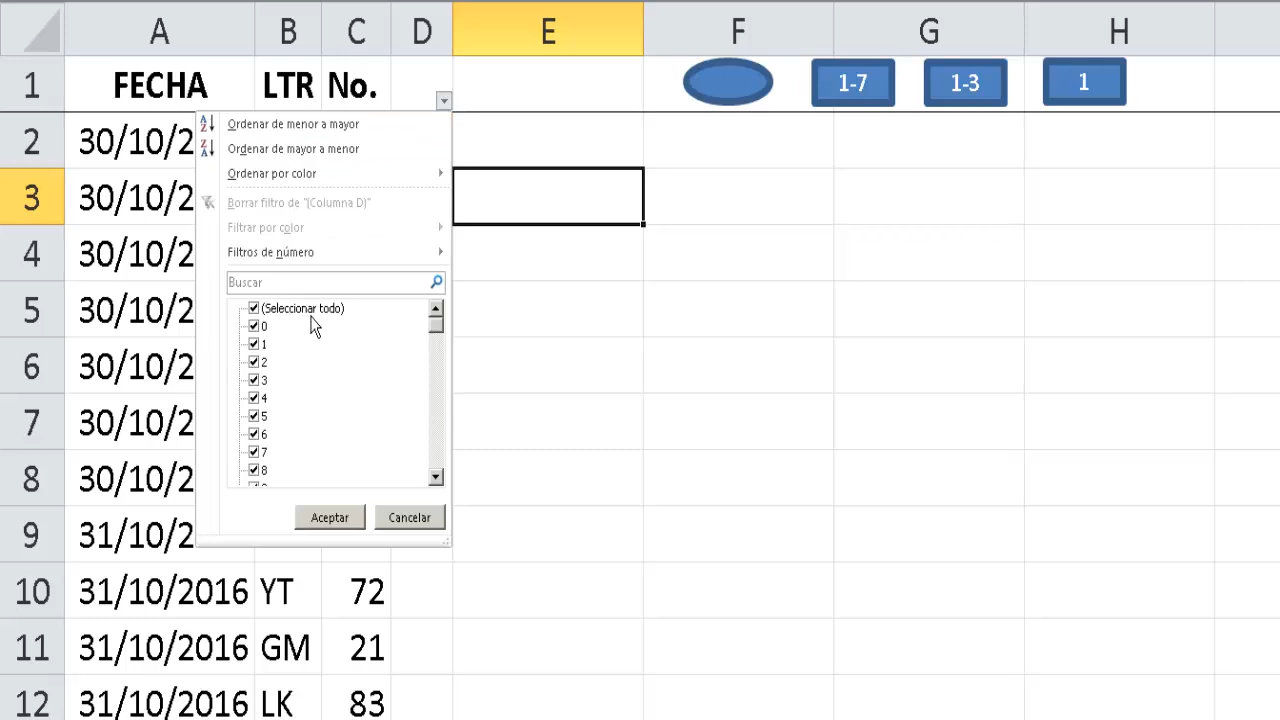 A B C D E F G H
1 FECHA LTR No. 1-7 1-3 1
2 30/10/2
Ordenar de menor a mayor
Ordenar de mayor a menor
3 30/10/2
Ordenar por color
Borrar filtro de "(Columna D)"
Filtrar por color
4 30/10/2
Filtros de número
Buscar
5 30/10/2
(Seleccionar todo)
0
1
6 30/10/2
2
3
4
7 30/10/2
5
6
7
8 30/10/2
8
Aceptar Cancelar
9 31/10/2
10 31/10/2016 YT 72
11 31/10/2016 GM 21
12 31/10/2016 LK 83